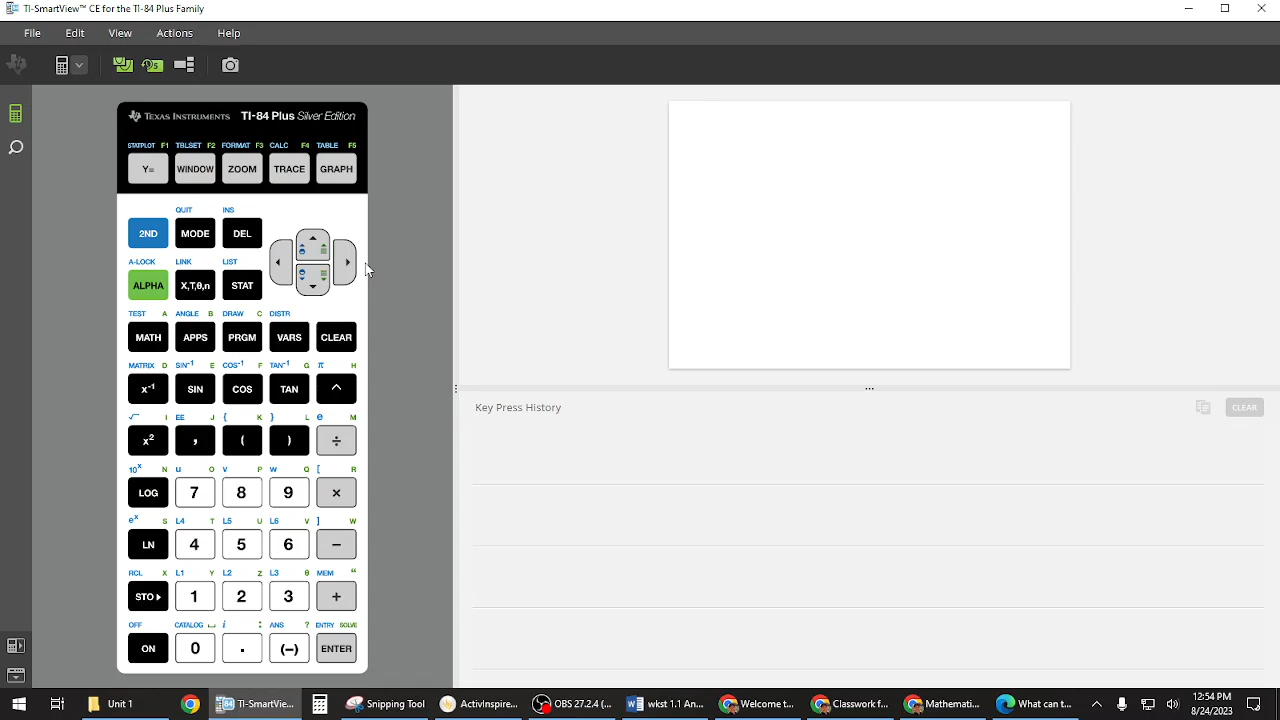 TI-SmartView™ CE for the TI-84 Plus Family
File Edit View Actions Help
TEXAS INSTRUMENTS TI-84 Plus Silver Edition
STATPLOT F1 TBLSET F2 FORMAT F3 CALC F4 TABLE F5
Y= WINDOW ZOOM TRACE GRAPH
QUIT INS
2ND MODE DEL
A-LOCK LINK LIST
ALPHA X,T,θ,n STAT
TEST A ANGLE B DRAW C DISTR
MATH APPS PRGM VARS CLEAR
MATRIX D SIN⁻¹ E COS⁻¹ F TAN⁻¹ G π H
x⁻¹ SIN COS TAN ^
√ I EE J { K } L e M
x² , ( ) ÷
10ˣ N u O v P w Q [ R
LOG 7 8 9 ×
eˣ S L4 T L5 U L6 V ] W
LN 4 5 6 −
RCL X L1 Y L2 Z L3 θ MEM “
STO▸ 1 2 3 +
OFF CATALOG ⎵ i : ANS ? ENTRY SOLVE
ON 0 . (−) ENTER
Key Press History
CLEAR
Unit 1
TI-SmartVie...
Snipping Tool
ActivInspire...
OBS 27.2.4 (...
wkst 1.1 An...
Welcome t...
Classwork f...
Mathemati...
What can t...
12:54 PM
8/24/2023